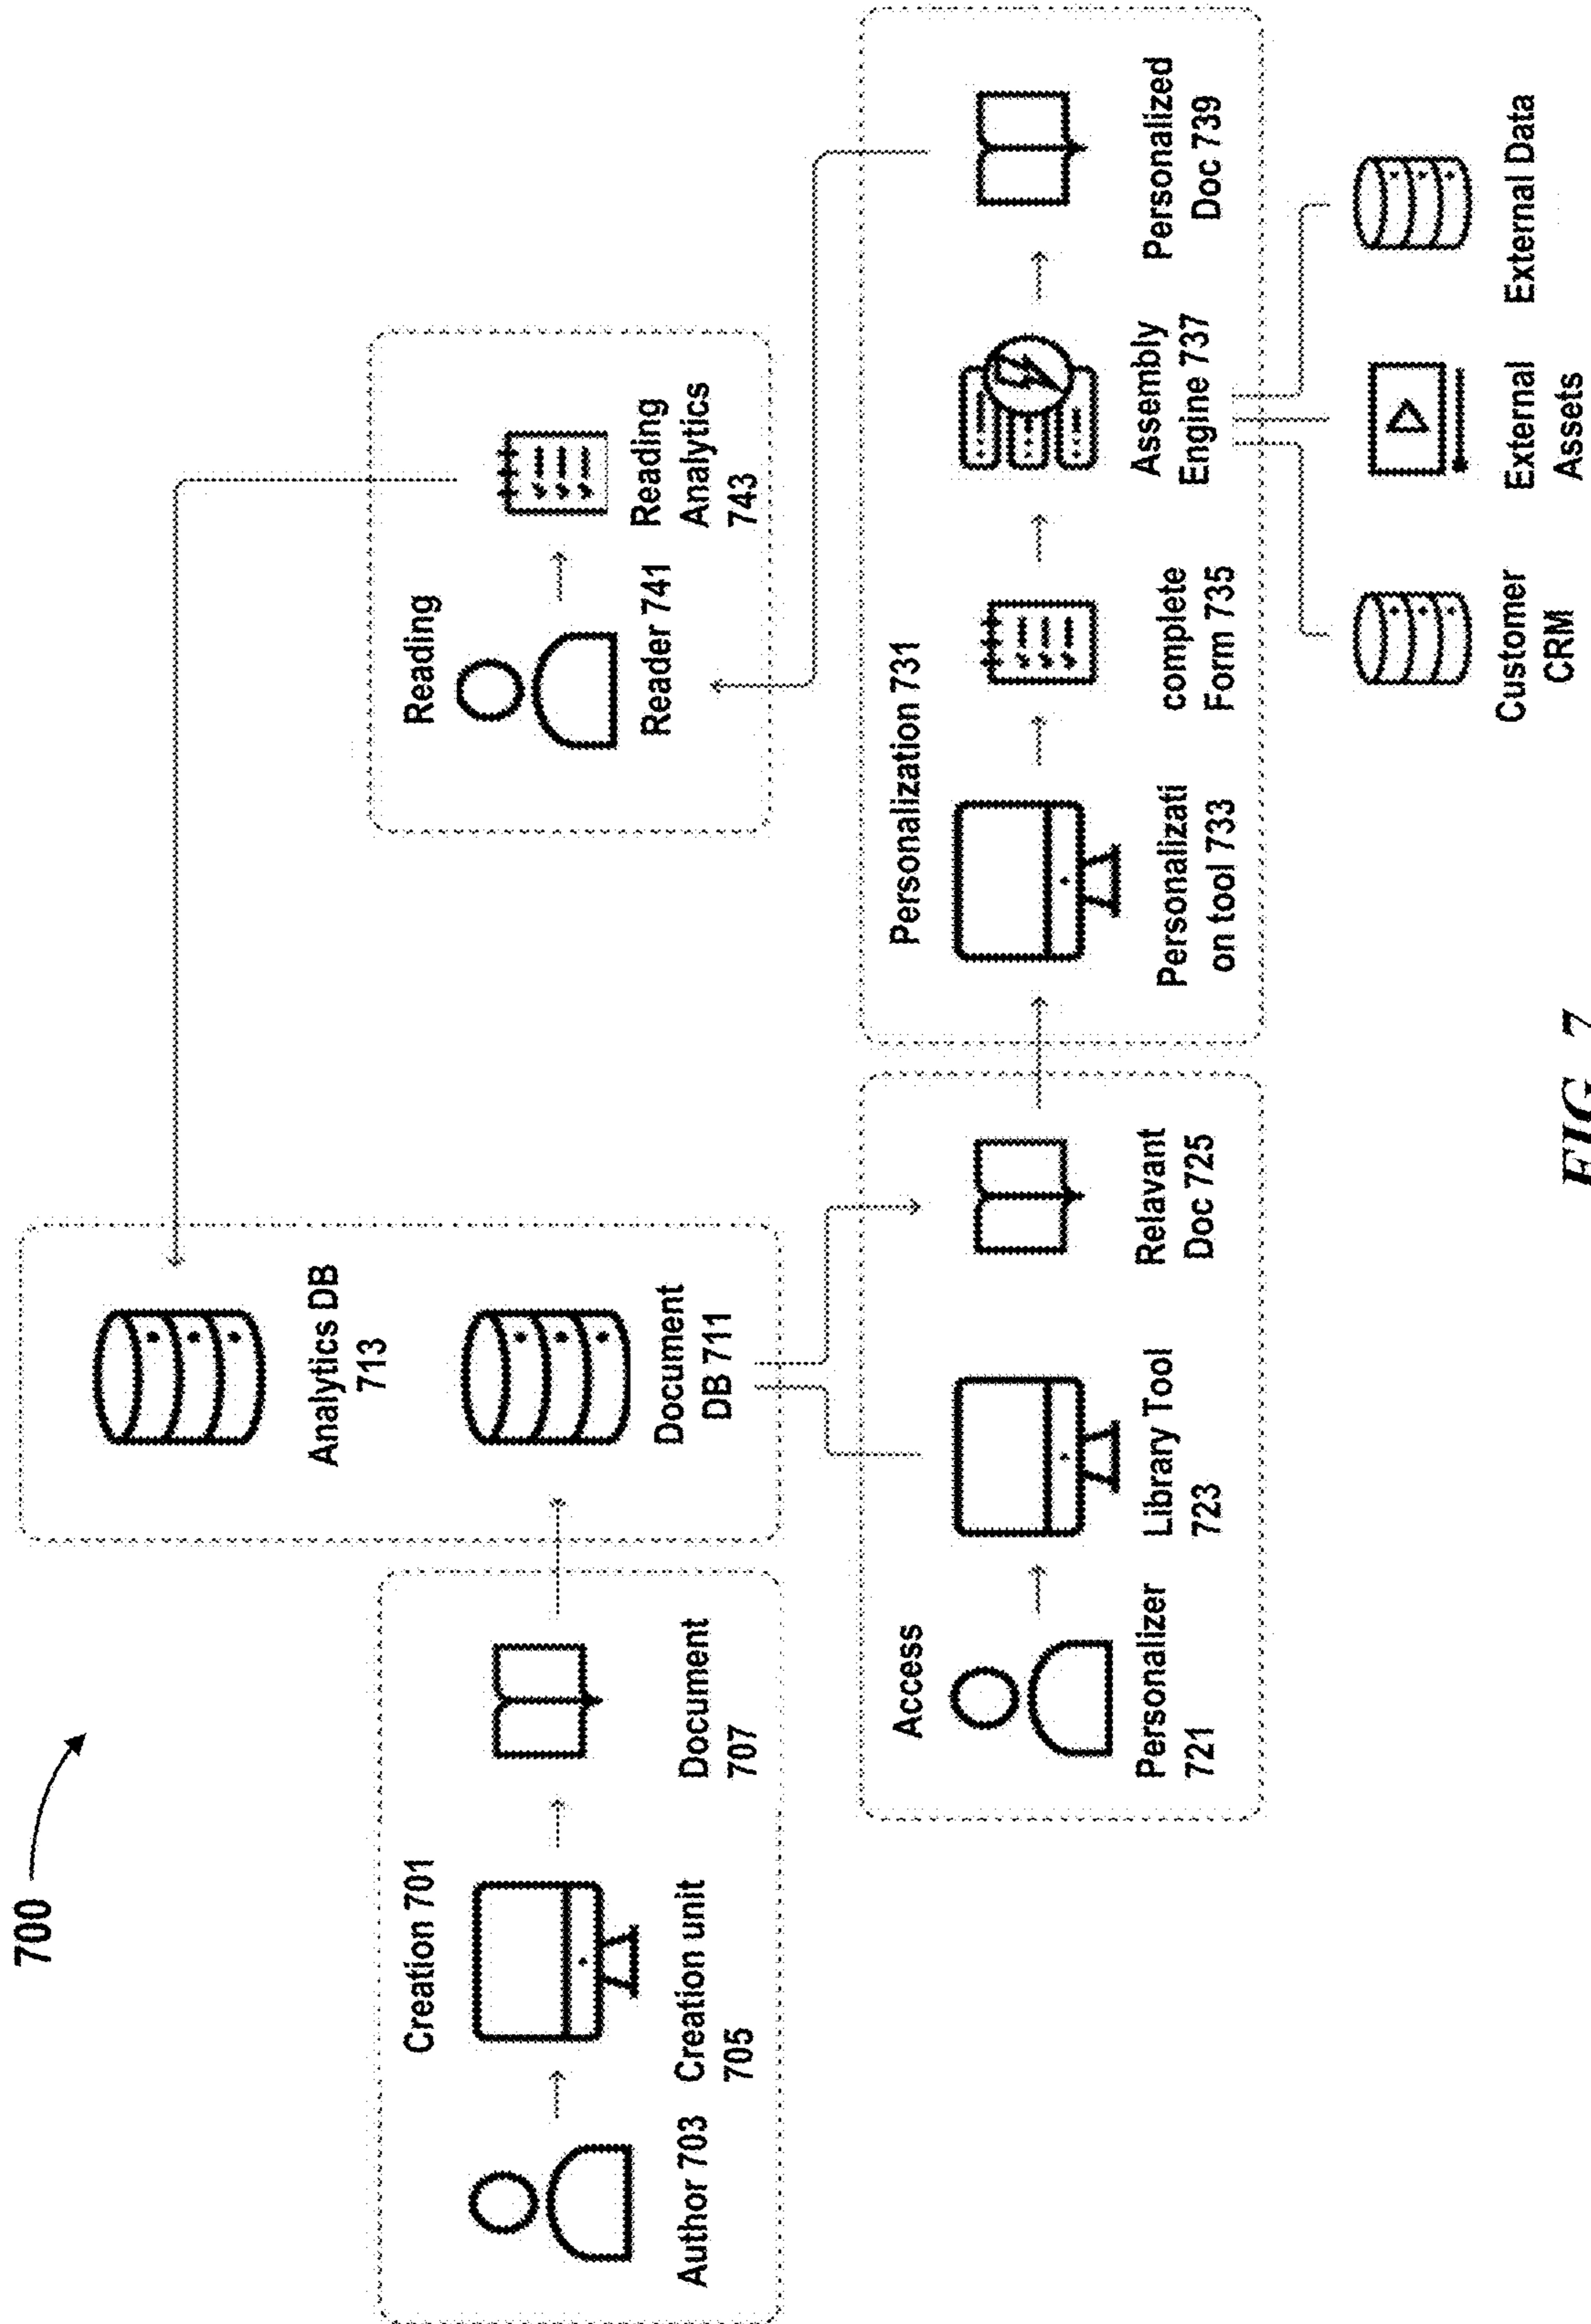 700
Analytics DB
713
Reading
Reader 741
Reading
Analytics
743
Creation 701
Author 703
Creation unit
705
Document
707
Document
DB 711
Access
Personalizer
721
Library Tool
723
Relavant
Doc 725
Personalization 731
Personalizati
on tool 733
complete
Form 735
Assembly
Engine 737
Personalized
Doc 739
Customer
CRM
External
Assets
External Data
FIG. 7